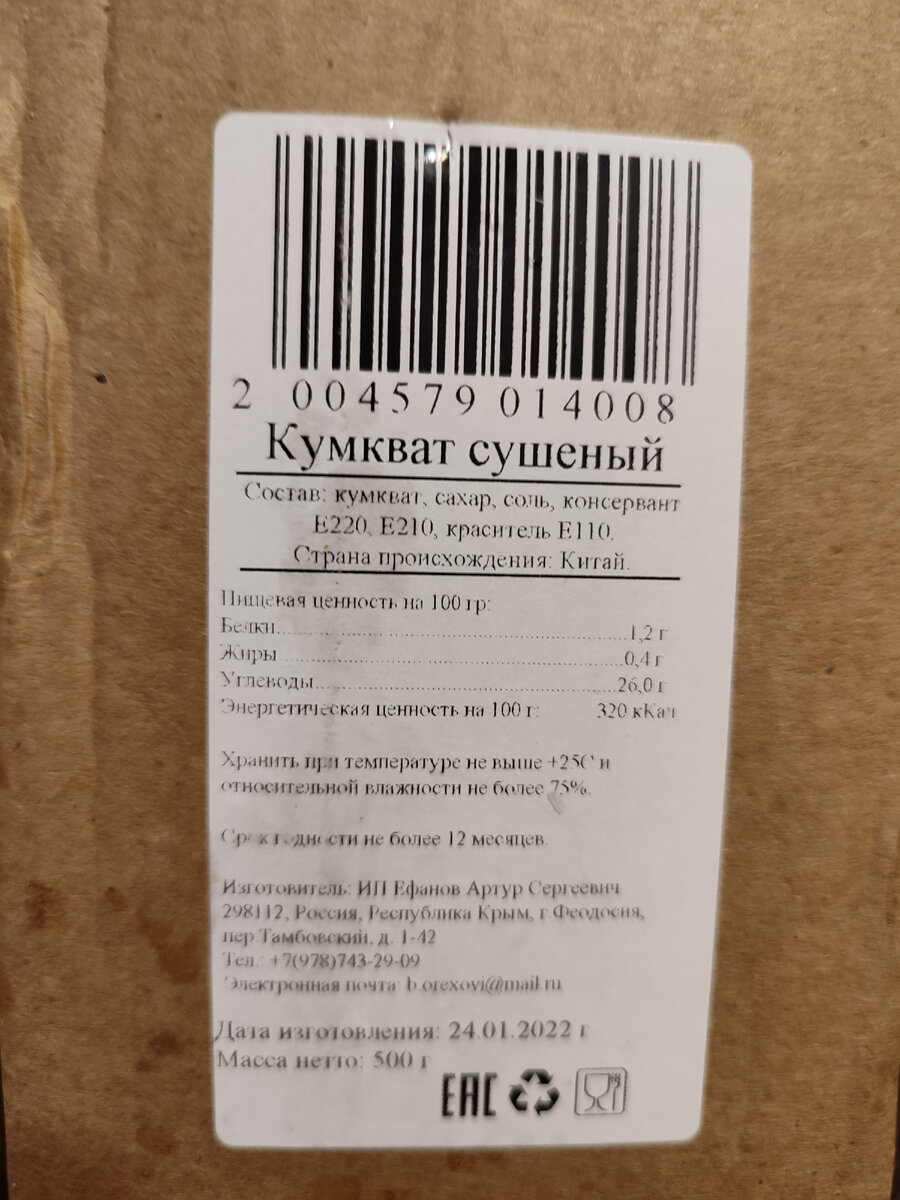 2 004579 014008
Кумкват сушеный
Состав: кумкват, сахар, соль, консервант
Е220, Е210, краситель Е110.
Страна происхождения: Китай.
Пищевая ценность на 100 гр:
Белки...........................................................1,2 г
Жиры..........................................................0,4 г
Углеводы....................................................26,0 г
Энергетическая ценность на 100 г: 320 кКал
Хранить при температуре не выше +25С и
относительной влажности не более 75%.
Срок годности не более 12 месяцев.
Изготовитель: ИП Ефанов Артур Сергеевич
298112, Россия, Республика Крым, г.Феодосия,
пер.Тамбовский, д. 1-42
Тел.: +7(978)743-29-09
Электронная почта: b.orexovi@mail.ru
Дата изготовления: 24.01.2022 г
Масса нетто: 500 г
ЕАС